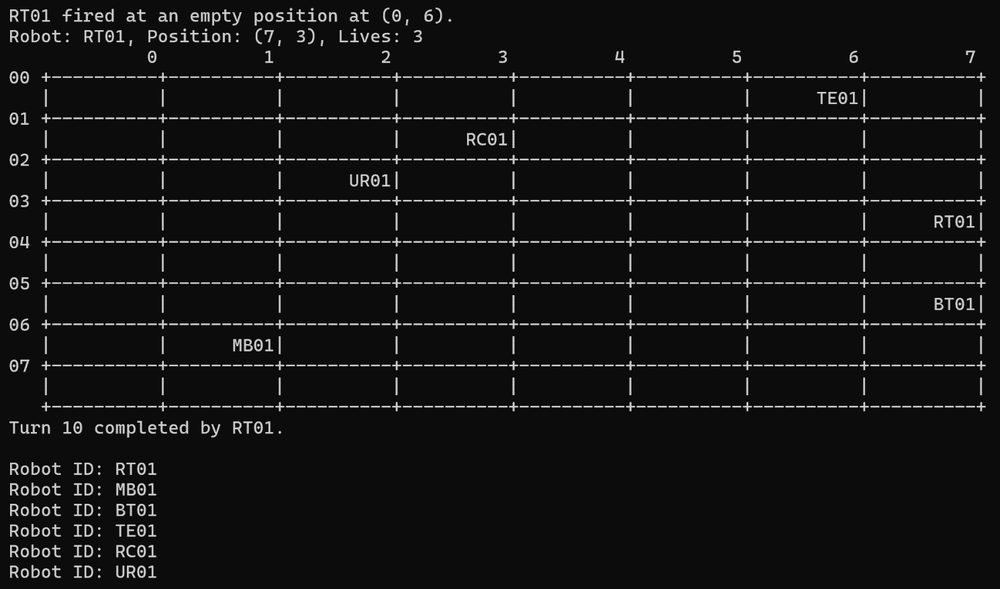 RT01 fired at an empty position at (0, 6).
Robot: RT01, Position: (7, 3), Lives: 3
             0          1          2          3          4          5          6          7
00 +----------+----------+----------+----------+----------+----------+----------+----------+
   |          |          |          |          |          |      TE01|          |
01 +----------+----------+----------+----------+----------+----------+----------+----------+
   |          |          |      RC01|          |          |          |          |
02 +----------+----------+----------+----------+----------+----------+----------+----------+
   |          |      UR01|          |          |          |          |          |
03 +----------+----------+----------+----------+----------+----------+----------+----------+
   |          |          |          |          |          |          |      RT01|
04 +----------+----------+----------+----------+----------+----------+----------+----------+
   |          |          |          |          |          |          |          |
05 +----------+----------+----------+----------+----------+----------+----------+----------+
   |          |          |          |          |          |          |      BT01|
06 +----------+----------+----------+----------+----------+----------+----------+----------+
   |          |      MB01|          |          |          |          |          |          |
07 +----------+----------+----------+----------+----------+----------+----------+----------+
   |          |          |          |          |          |          |          |          |
   +----------+----------+----------+----------+----------+----------+----------+----------+
Turn 10 completed by RT01.
Robot ID: RT01
Robot ID: MB01
Robot ID: BT01
Robot ID: TE01
Robot ID: RC01
Robot ID: UR01